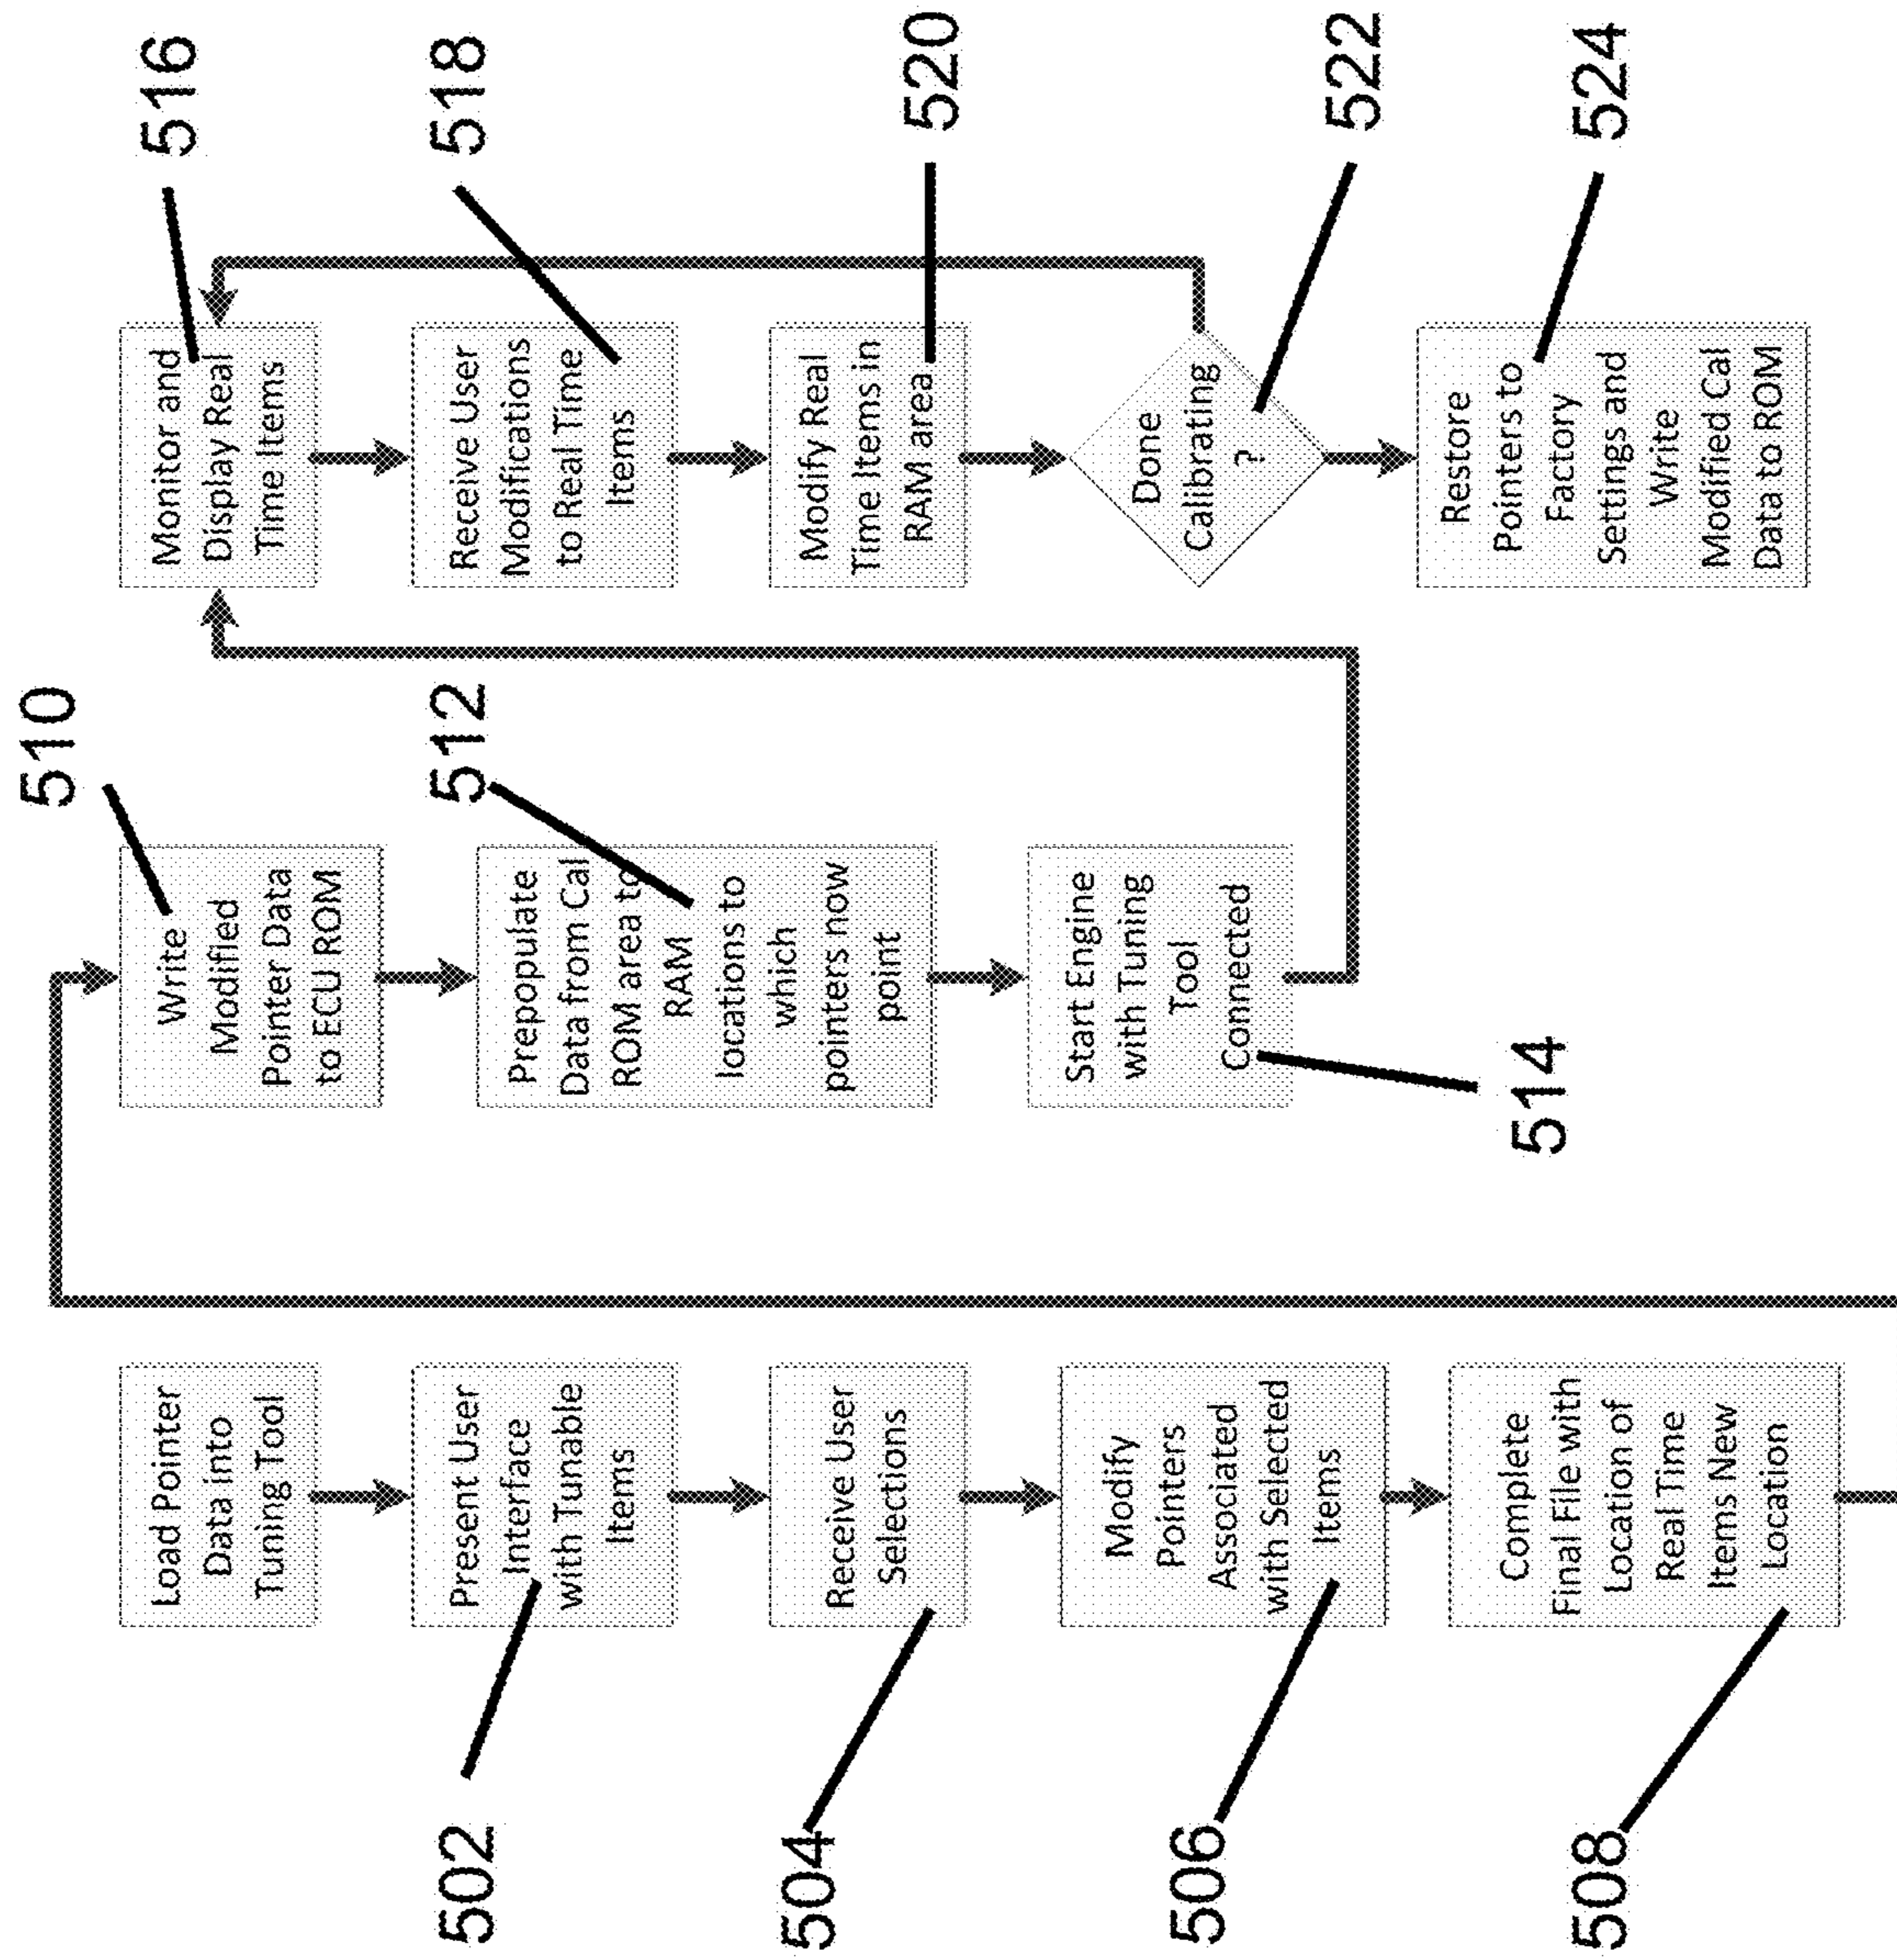 Load Pointer
Data into
Tuning Tool
Present User
Interface
with Tunable
Items
502
Receive User
Selections
504
Modify
Pointers
Associated
with Selected
Items
506
Complete
Final File with
Location of
Real Time
Items New
Location
508
510
Write
Modified
Pointer Data
to ECU ROM
512
Prepopulate
Data from Cal
ROM area to
RAM
locations to
which
pointers now
point
Start Engine
with Tuning
Tool
Connected
514
516
Monitor and
Display Real
Time Items
518
Receive User
Modifications
to Real Time
Items
520
Modify Real
Time Items in
RAM area
522
Done
Calibrating
?
524
Restore
Pointers to
Factory
Settings and
Write
Modified Cal
Data to ROM